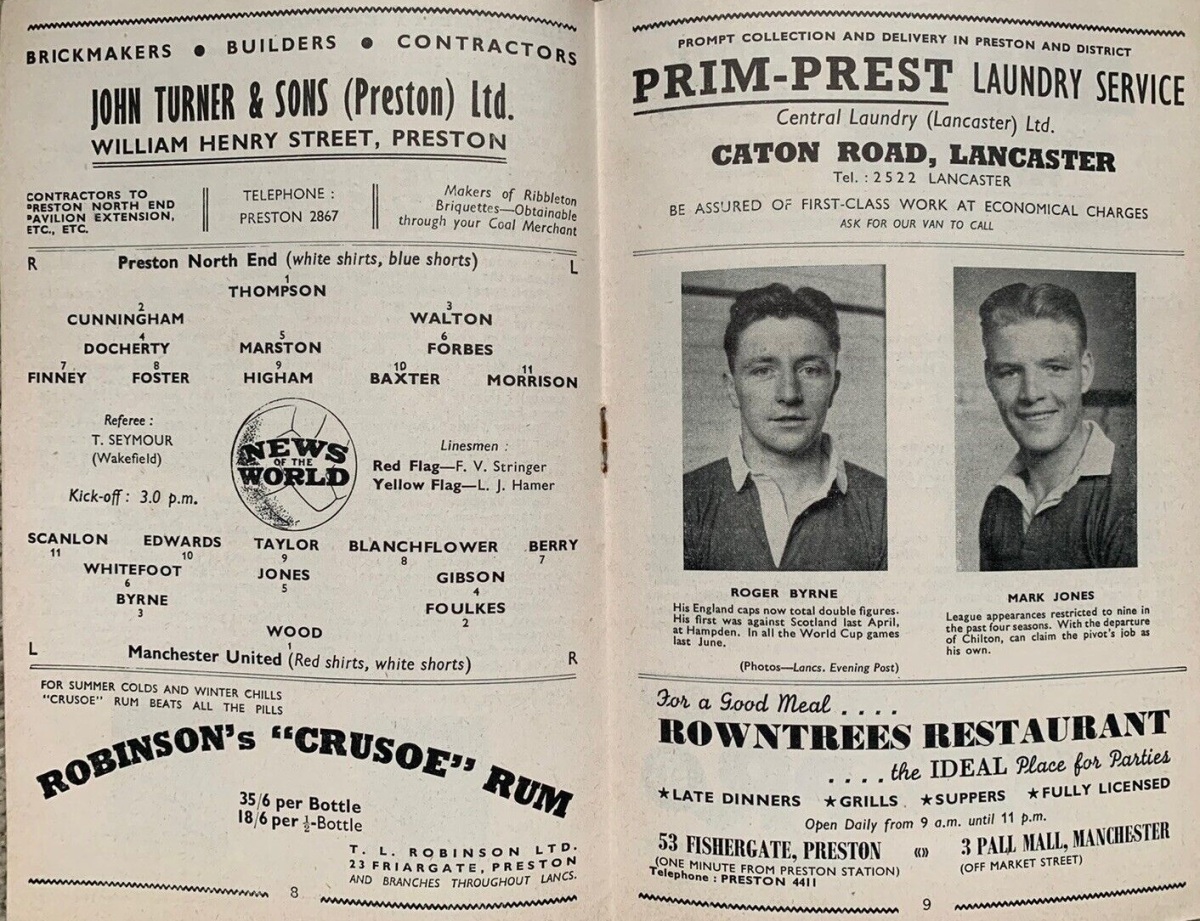 BRICKMAKERS ● BUILDERS ● CONTRACTORS
JOHN TURNER & SONS (Preston) Ltd.
WILLIAM HENRY STREET, PRESTON
CONTRACTORS TO
PRESTON NORTH END
PAVILION EXTENSION,
ETC., ETC.
TELEPHONE :
PRESTON 2867
Makers of Ribbleton
Briquettes—Obtainable
through your Coal Merchant
R Preston North End (white shirts, blue shorts) L
1
THOMPSON
2 3
CUNNINGHAM WALTON
4 5 6
DOCHERTY MARSTON FORBES
7 8 9 10 11
FINNEY FOSTER HIGHAM BAXTER MORRISON
Referee :
T. SEYMOUR
(Wakefield)
Kick-off : 3.0 p.m.
NEWS
OF THE
WORLD
Linesmen :
Red Flag—F. V. Stringer
Yellow Flag—L. J. Hamer
SCANLON EDWARDS TAYLOR BLANCHFLOWER BERRY
11 10 9 8 7
WHITEFOOT JONES GIBSON
6 5 4
BYRNE FOULKES
3 2
WOOD
1
L Manchester United (Red shirts, white shorts) R
FOR SUMMER COLDS AND WINTER CHILLS
"CRUSOE" RUM BEATS ALL THE PILLS
ROBINSON's "CRUSOE" RUM
35/6 per Bottle
18/6 per ½-Bottle
T. L. ROBINSON LTD.
23 FRIARGATE, PRESTON
AND BRANCHES THROUGHOUT LANCS.
8
PROMPT COLLECTION AND DELIVERY IN PRESTON AND DISTRICT
PRIM-PREST LAUNDRY SERVICE
Central Laundry (Lancaster) Ltd.
CATON ROAD, LANCASTER
Tel. : 2522 LANCASTER
BE ASSURED OF FIRST-CLASS WORK AT ECONOMICAL CHARGES
ASK FOR OUR VAN TO CALL
ROGER BYRNE
His England caps now total double figures.
His first was against Scotland last April,
at Hampden. In all the World Cup games
last June.
MARK JONES
League appearances restricted to nine in
the past four seasons. With the departure
of Chilton, can claim the pivot's job as
his own.
(Photos—Lancs. Evening Post)
For a Good Meal . . . .
ROWNTREES RESTAURANT
. . . . the IDEAL Place for Parties
★LATE DINNERS ★GRILLS ★SUPPERS ★FULLY LICENSED
Open Daily from 9 a.m. until 11 p.m.
53 FISHERGATE, PRESTON «» 3 PALL MALL, MANCHESTER
(ONE MINUTE FROM PRESTON STATION) (OFF MARKET STREET)
Telephone : PRESTON 4411
9